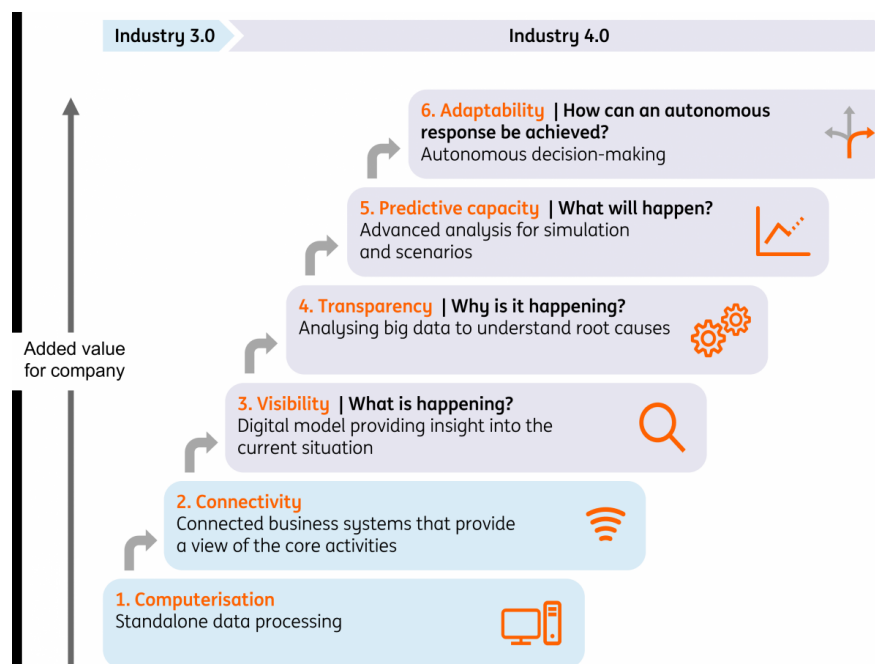 Industry 3.0
Industry 4.0
6. Adaptability | How can an autonomous
response be achieved?
Autonomous decision-making
5. Predictive capacity | What will happen?
Advanced analysis for simulation
and scenarios
4. Transparency | Why is it happening?
Analysing big data to understand root causes
Added value
for company
3. Visibility | What is happening?
Digital model providing insight into the
current situation
2. Connectivity
Connected business systems that provide
a view of the core activities
1. Computerisation
Standalone data processing